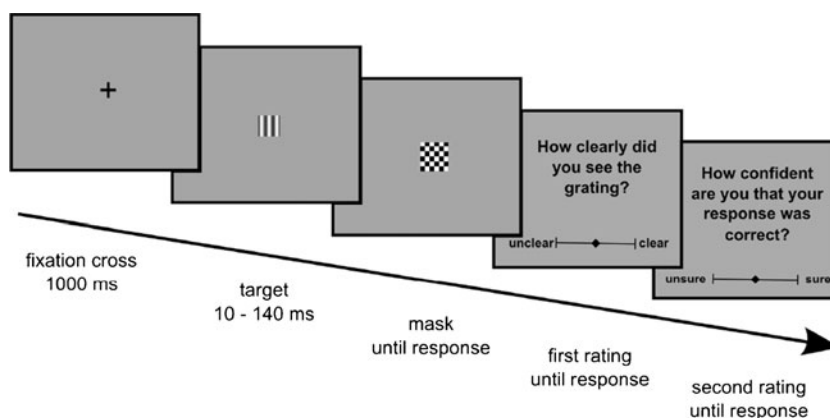 How clearly did
you see the
grating?
unclear
clear
How confident
are you that your
response was
correct?
unsure
sure
fixation cross
1000 ms
target
10 - 140 ms
mask
until response
first rating
until response
second rating
until response